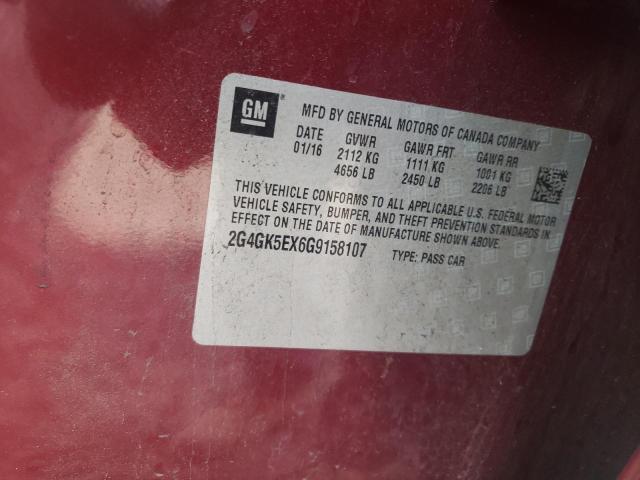 GM
MFD BY GENERAL MOTORS OF CANADA COMPANY
DATE GVWR GAWR FRT GAWR RR
01/16 2112 KG 1111 KG 1001 KG
4656 LB 2450 LB 2206 LB
THIS VEHICLE CONFORMS TO ALL APPLICABLE U.S. FEDERAL MOTOR
VEHICLE SAFETY, BUMPER, AND THEFT PREVENTION STANDARDS IN
EFFECT ON THE DATE OF MANUFACTURE SHOWN ABOVE.
2G4GK5EX6G9158107 TYPE: PASS CAR